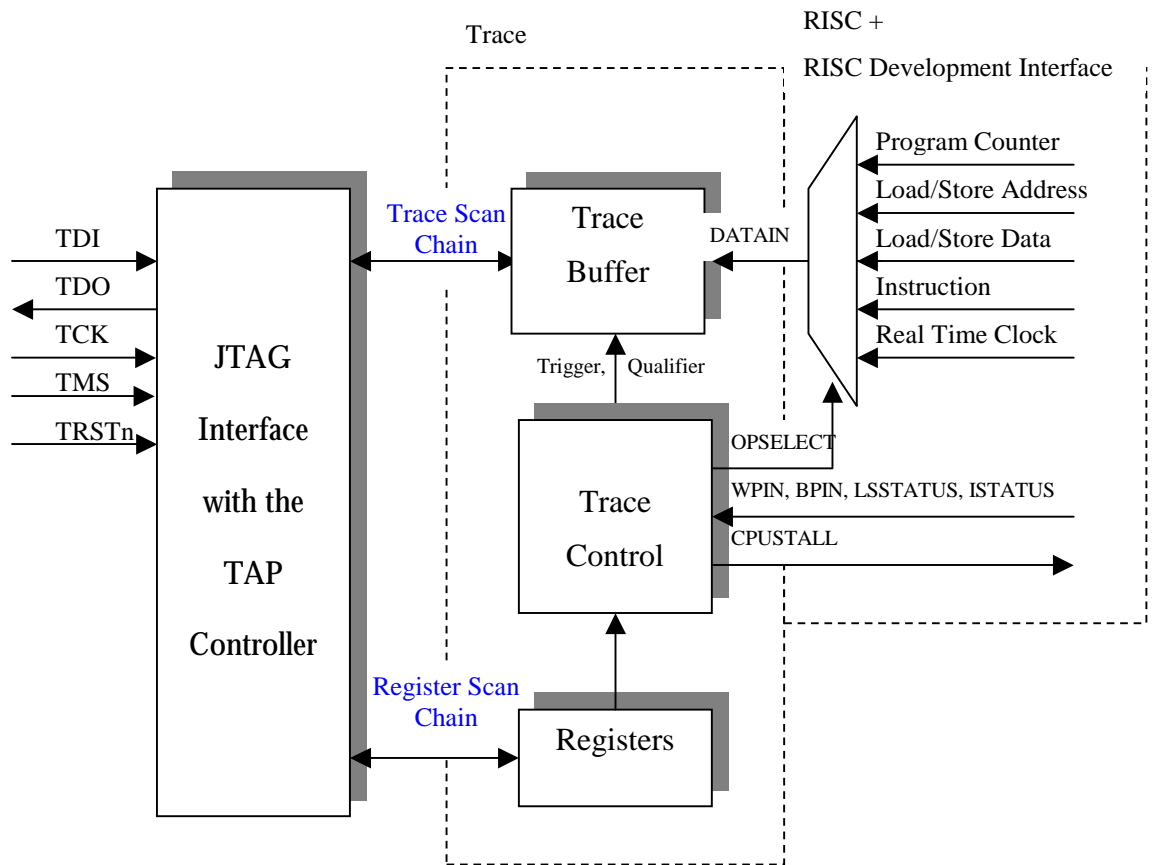 RISC +
Trace
RISC Development Interface
Program Counter
Load/Store Address
Load/Store Data
Instruction
Real Time Clock
TDI
TDO
TCK
TMS
TRSTn
JTAG
Interface
with the
TAP
Controller
Trace Scan
Chain
Trace
Buffer
DATAIN
Trigger, Qualifier
Trace
Control
OPSELECT
WPIN, BPIN, LSSTATUS, ISTATUS
CPUSTALL
Register Scan
Chain
Registers